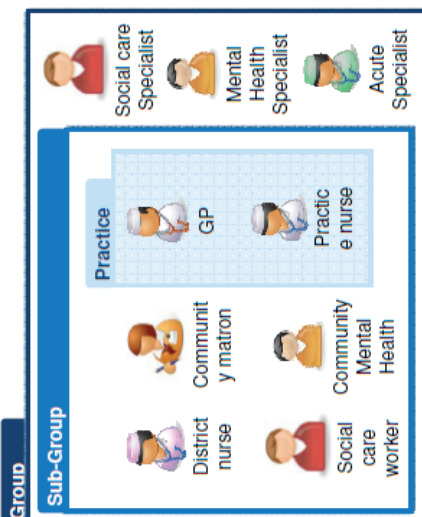 Group
Sub-Group
Practice
District
nurse
Communit
y matron
GP
Social
care
worker
Community
Mental
Health
Practic
e nurse
Social care
Specialist
Mental
Health
Specialist
Acute
Specialist